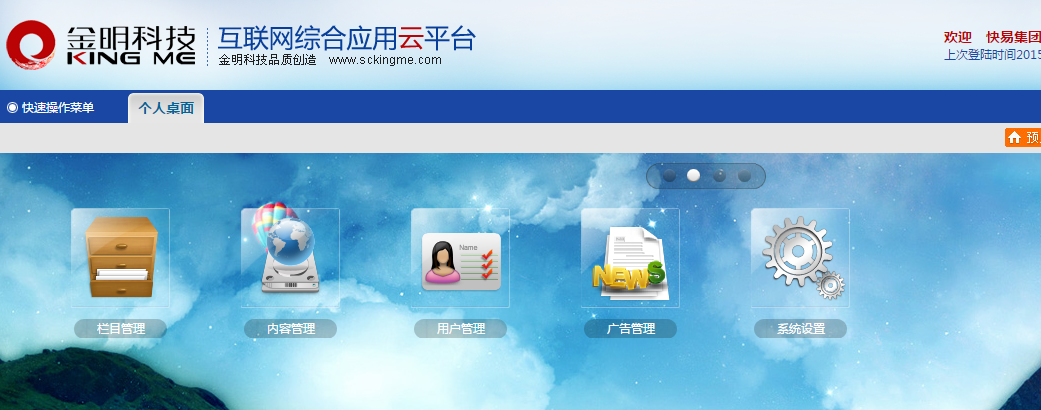 金明科技
KING ME
互联网综合应用云平台
金明科技品质创造 www.sckingme.com
欢迎 快易集团
上次登陆时间2015
快速操作菜单
个人桌面
预
Name
NEWS
栏目管理
内容管理
用户管理
广告管理
系统设置